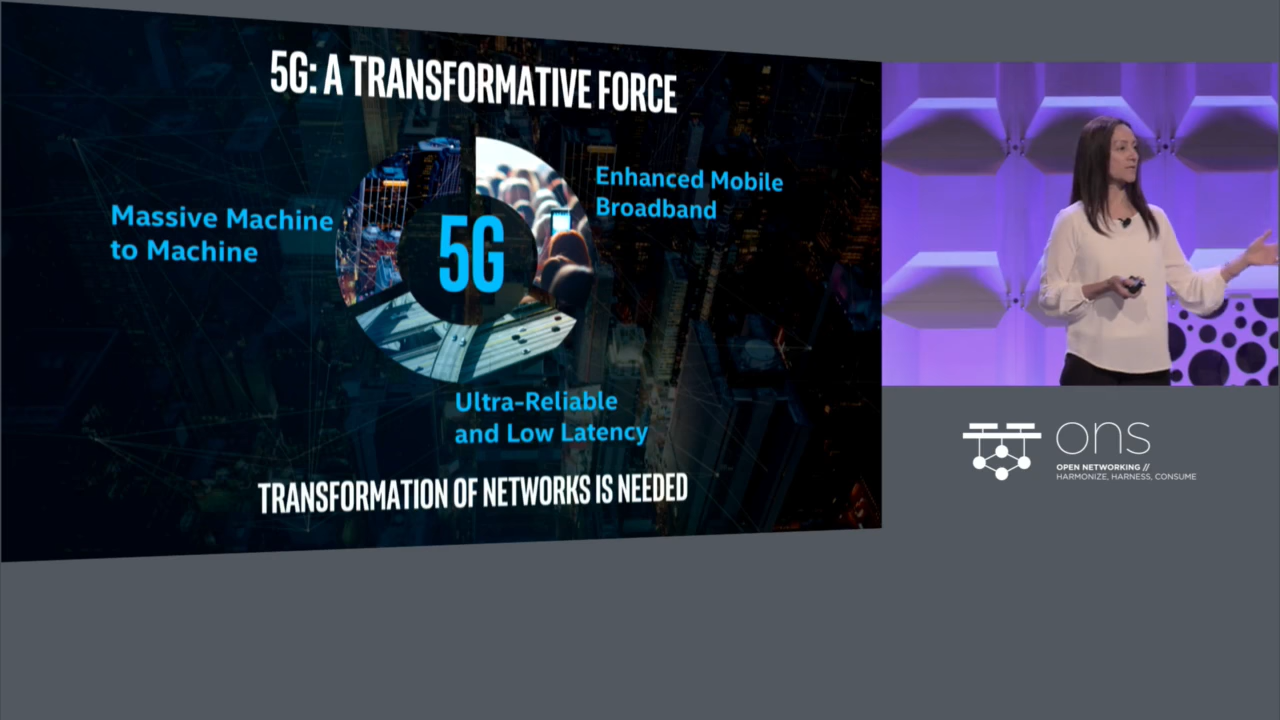 5G: A TRANSFORMATIVE FORCE
Massive Machine
to Machine
5G
Enhanced Mobile
Broadband
Ultra-Reliable
and Low Latency
TRANSFORMATION OF NETWORKS IS NEEDED
ons
OPEN NETWORKING //
HARMONIZE, HARNESS, CONSUME